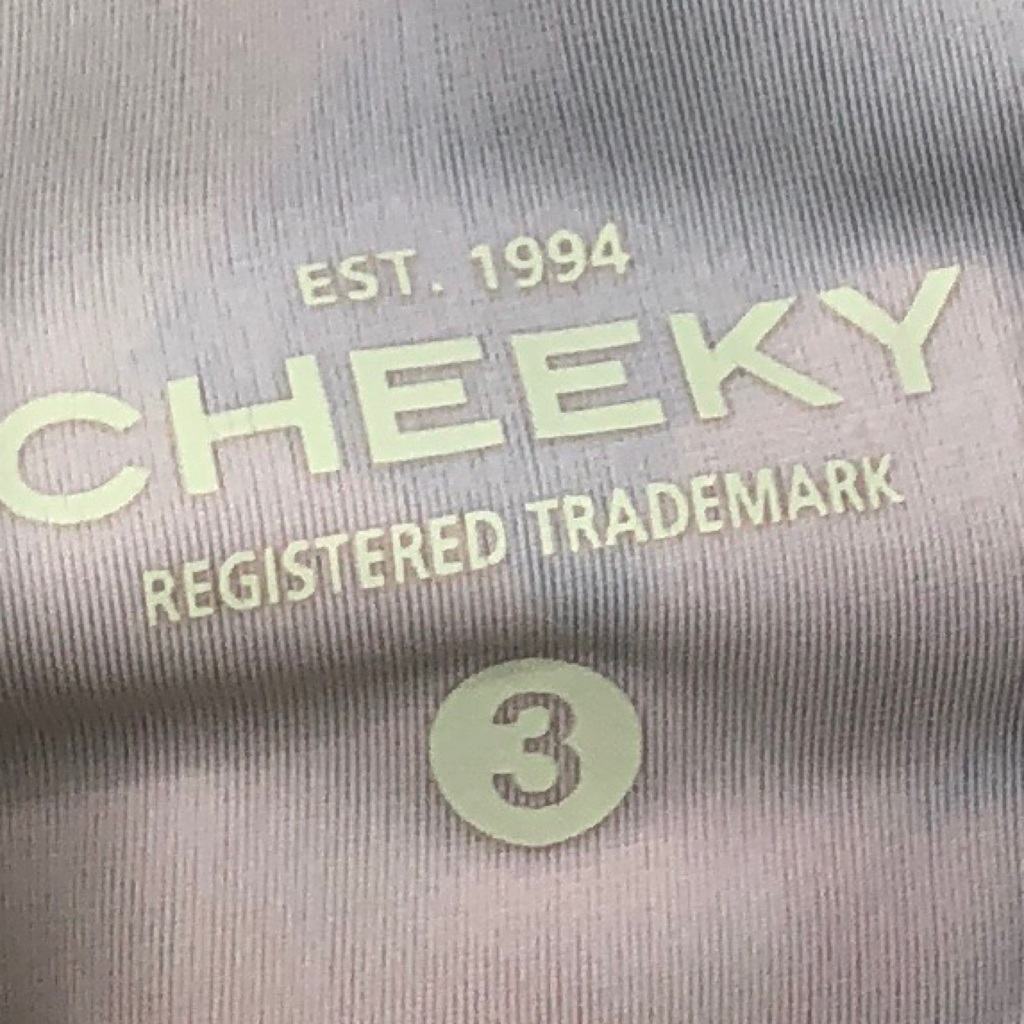 EST. 1994
CHEEKY
REGISTERED TRADEMARK
3